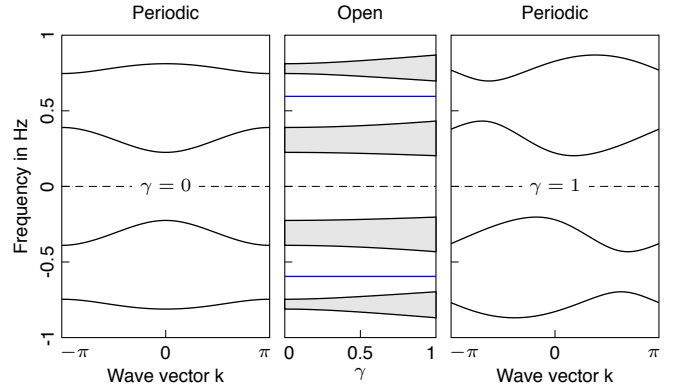 Periodic
Open
Periodic
Frequency in Hz
1
0.5
0
-0.5
-1
γ = 0
γ = 1
−π
0
π
0
0.5
1
−π
0
π
Wave vector k
γ
Wave vector k